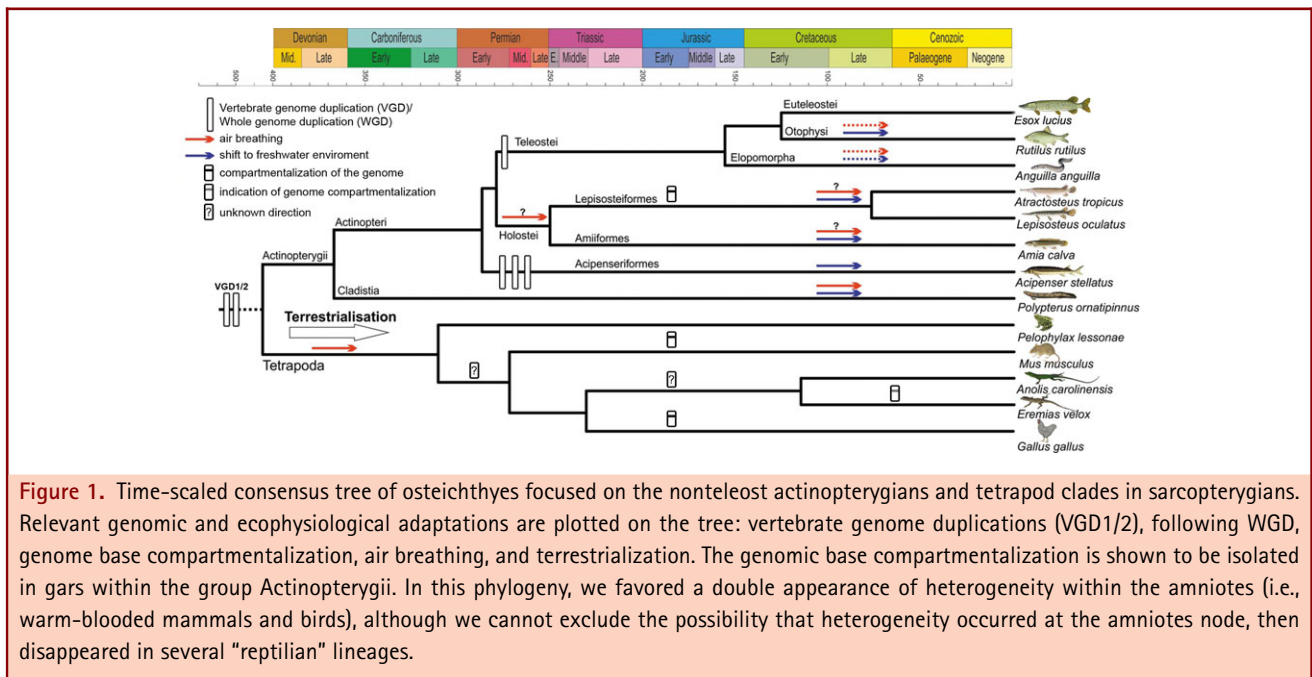 Devonian Carboniferous Permian Triassic Jurassic Cretaceous Cenozoic
Mid. Late Early Late Early Mid. Late E. Middle Late Early Middle Late Early Late Palaeogene Neogene
500 400 350 300 250 200 150 100 50
Vertebrate genome duplication (VGD)/
Whole genome duplication (WGD)
air breathing
shift to freshwater enviroment
compartmentalization of the genome
indication of genome compartmentalization
? unknown direction
Euteleostei
Esox lucius
Otophysi
Rutilus rutilus
Teleostei
Elopomorpha
Anguilla anguilla
Lepisosteiformes
?
Atractosteus tropicus
Actinopteri
?
Holostei
Lepisosteus oculatus
Amiiformes
?
Amia calva
Actinopterygii
Acipenseriformes
Acipenser stellatus
VGD1/2
Cladistia
Polypterus ornatipinnus
Terrestrialisation
Pelophylax lessonae
Tetrapoda
?
Mus musculus
?
Anolis carolinensis
Eremias velox
Gallus gallus
Figure 1. Time-scaled consensus tree of osteichthyes focused on the nonteleost actinopterygians and tetrapod clades in sarcopterygians.
Relevant genomic and ecophysiological adaptations are plotted on the tree: vertebrate genome duplications (VGD1/2), following WGD,
genome base compartmentalization, air breathing, and terrestrialization. The genomic base compartmentalization is shown to be isolated
in gars within the group Actinopterygii. In this phylogeny, we favored a double appearance of heterogeneity within the amniotes (i.e.,
warm-blooded mammals and birds), although we cannot exclude the possibility that heterogeneity occurred at the amniotes node, then
disappeared in several "reptilian" lineages.